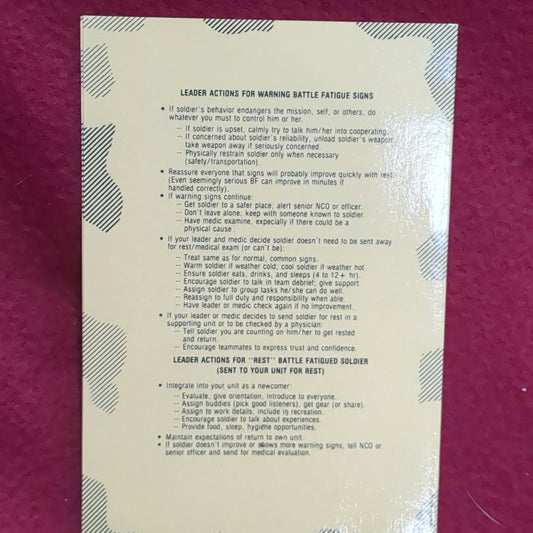 LEADER ACTIONS FOR WARNING BATTLE FATIGUE SIGNS
• If soldier's behavior endangers the mission, self, or others, do
whatever you must to control him or her.
-- If soldier is upset, calmly try to talk him/her into cooperating.
-- If concerned about soldier's reliability, unload soldier's weapon
take weapon away if seriously concerned.
-- Physically restrain soldier only when necessary
(safety/transportation).
• Reassure everyone that signs will probably improve quickly with rest
(Even seemingly serious BF can improve in minutes if
handled correctly).
• If warning signs continue:
-- Get soldier to a safer place; alert senior NCO or officer.
-- Don't leave alone; keep with someone known to soldier.
-- Have medic examine, especially if there could be a
physical cause.
• If your leader and medic decide soldier doesn't need to be sent away
for rest/medical exam (or can't be):
-- Treat same as for normal, common signs.
-- Warm soldier if weather cold; cool soldier if weather hot.
-- Ensure soldier eats, drinks, and sleeps (4 to 12+ hr).
-- Encourage soldier to talk in team debrief; give support.
-- Assign soldier to group tasks he/she can do well.
-- Reassign to full duty and responsibility when able.
-- Have leader or medic check again if no improvement.
• If your leader or medic decides to send soldier for rest in a
supporting unit or to be checked by a physician:
-- Tell soldier you are counting on him/her to get rested
and return.
-- Encourage teammates to express trust and confidence.
LEADER ACTIONS FOR "REST" BATTLE FATIGUED SOLDIER
(SENT TO YOUR UNIT FOR REST)
• Integrate into your unit as a newcomer:
-- Evaluate, give orientation, introduce to everyone.
-- Assign buddies (pick good listeners), get gear (or share).
-- Assign to work details; include in recreation.
-- Encourage soldier to talk about experiences.
-- Provide food, sleep, hygiene opportunities.
• Maintain expectations of return to own unit.
• If soldier doesn't improve or shows more warning signs, tell NCO or
senior officer and send for medical evaluation.